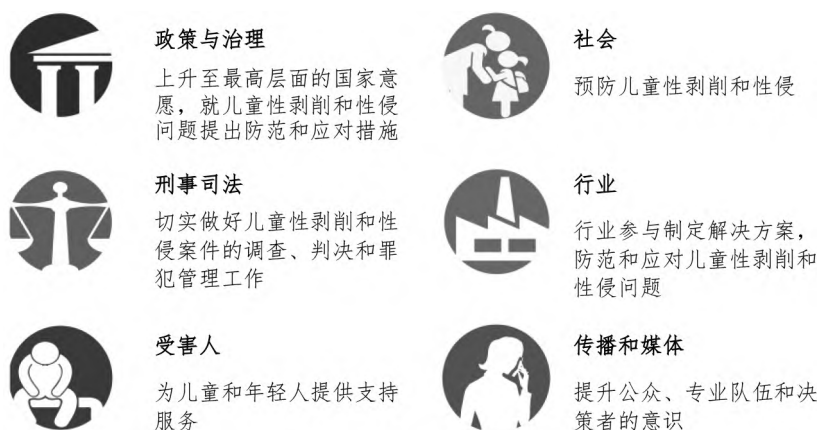 政策与治理
上升至最高层面的国家意
愿，就儿童性剥削和性侵
问题提出防范和应对措施
社会
预防儿童性剥削和性侵
刑事司法
切实做好儿童性剥削和性
侵案件的调查、判决和罪
犯管理工作
行业
行业参与制定解决方案，
防范和应对儿童性剥削和
性侵问题
受害人
为儿童和年轻人提供支持
服务
传播和媒体
提升公众、专业队伍和决
策者的意识